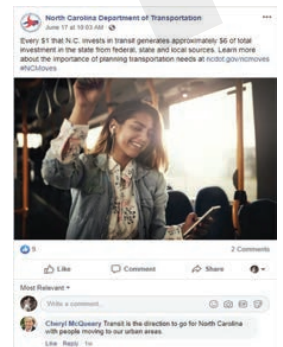 North Carolina Department of Transportation
June 17 at 10:03 AM
Every $1 that N.C. invests in transit generates approximately $6 of total
investment in the state from federal, state and local sources. Learn more
about the importance of planning transportation needs at ncdot.gov/ncmoves
#NCMoves
9
2 Comments
Like Comment Share
Most Relevant
Write a comment...
Cheryl McQueary Transit is the direction to go for North Carolina
with people moving to our urban areas.
Like Reply 1w